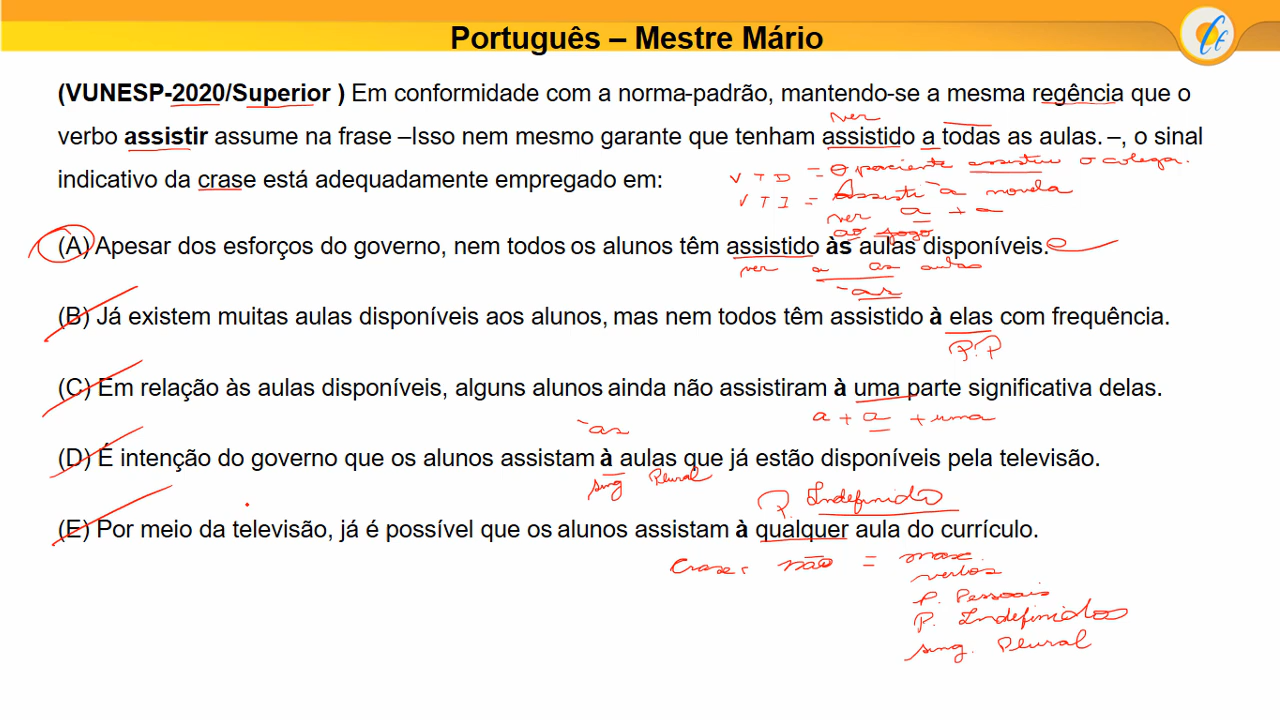 Português – Mestre Mário
(VUNESP-2020/Superior ) Em conformidade com a norma-padrão, mantendo-se a mesma regência que o
ver
verbo assistir assume na frase –Isso nem mesmo garante que tenham assistido a todas as aulas. –, o sinal
VTD = O paciente assistiu o colega.
indicativo da crase está adequadamente empregado em:
VTI = Assisti à novela
ver a + a
ao jogo
(A) Apesar dos esforços do governo, nem todos os alunos têm assistido às aulas disponíveis.
ver a as aulas
às
(B) Já existem muitas aulas disponíveis aos alunos, mas nem todos têm assistido à elas com frequência.
P.P
(C) Em relação às aulas disponíveis, alguns alunos ainda não assistiram à uma parte significativa delas.
a + a + uma
às
(D) É intenção do governo que os alunos assistam à aulas que já estão disponíveis pela televisão.
sing Plural
P. Indefinido
(E) Por meio da televisão, já é possível que os alunos assistam à qualquer aula do currículo.
Crase: não = masc.
verbos
P. Pessoais
P. Indefinidos
sing. Plural